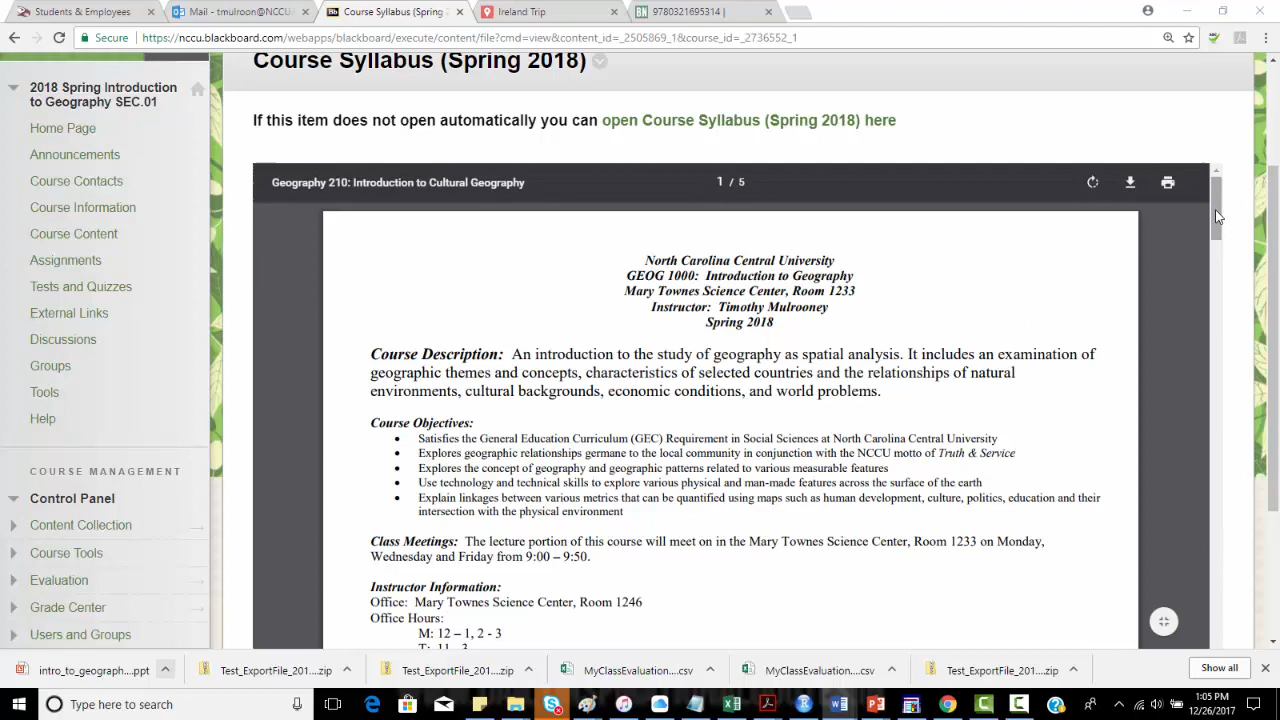 Students & Employees
Mail - tmulroon@NCCU
Course Syllabus (Spring
Ireland Trip
9780321695314 |
Secure
https://nccu.blackboard.com/webapps/blackboard/execute/content/file?cmd=view&content_id=_2505869_1&course_id=_2736552_1
2018 Spring Introduction
to Geography SEC.01
Home Page
Announcements
Course Contacts
Course Information
Course Content
Assignments
Tests and Quizzes
External Links
Discussions
Groups
Tools
Help
COURSE MANAGEMENT
Control Panel
Content Collection
Course Tools
Evaluation
Grade Center
Users and Groups
Course Syllabus (Spring 2018)
If this item does not open automatically you can open Course Syllabus (Spring 2018) here
Geography 210: Introduction to Cultural Geography
1 / 5
North Carolina Central University
GEOG 1000: Introduction to Geography
Mary Townes Science Center, Room 1233
Instructor: Timothy Mulrooney
Spring 2018
Course Description: An introduction to the study of geography as spatial analysis. It includes an examination of
geographic themes and concepts, characteristics of selected countries and the relationships of natural
environments, cultural backgrounds, economic conditions, and world problems.
Course Objectives:
• Satisfies the General Education Curriculum (GEC) Requirement in Social Sciences at North Carolina Central University
• Explores geographic relationships germane to the local community in conjunction with the NCCU motto of Truth & Service
• Explores the concept of geography and geographic patterns related to various measurable features
• Use technology and technical skills to explore various physical and man-made features across the surface of the earth
• Explain linkages between various metrics that can be quantified using maps such as human development, culture, politics, education and their
intersection with the physical environment
Class Meetings: The lecture portion of this course will meet on in the Mary Townes Science Center, Room 1233 on Monday,
Wednesday and Friday from 9:00 – 9:50.
Instructor Information:
Office: Mary Townes Science Center, Room 1246
Office Hours:
M: 12 – 1, 2 - 3
T: 11 - 3
intro_to_geograph....ppt
Test_ExportFile_201....zip
Test_ExportFile_201....zip
MyClassEvaluation....csv
MyClassEvaluation....csv
Test_ExportFile_201....zip
Show all
Type here to search
1:05 PM
12/26/2017